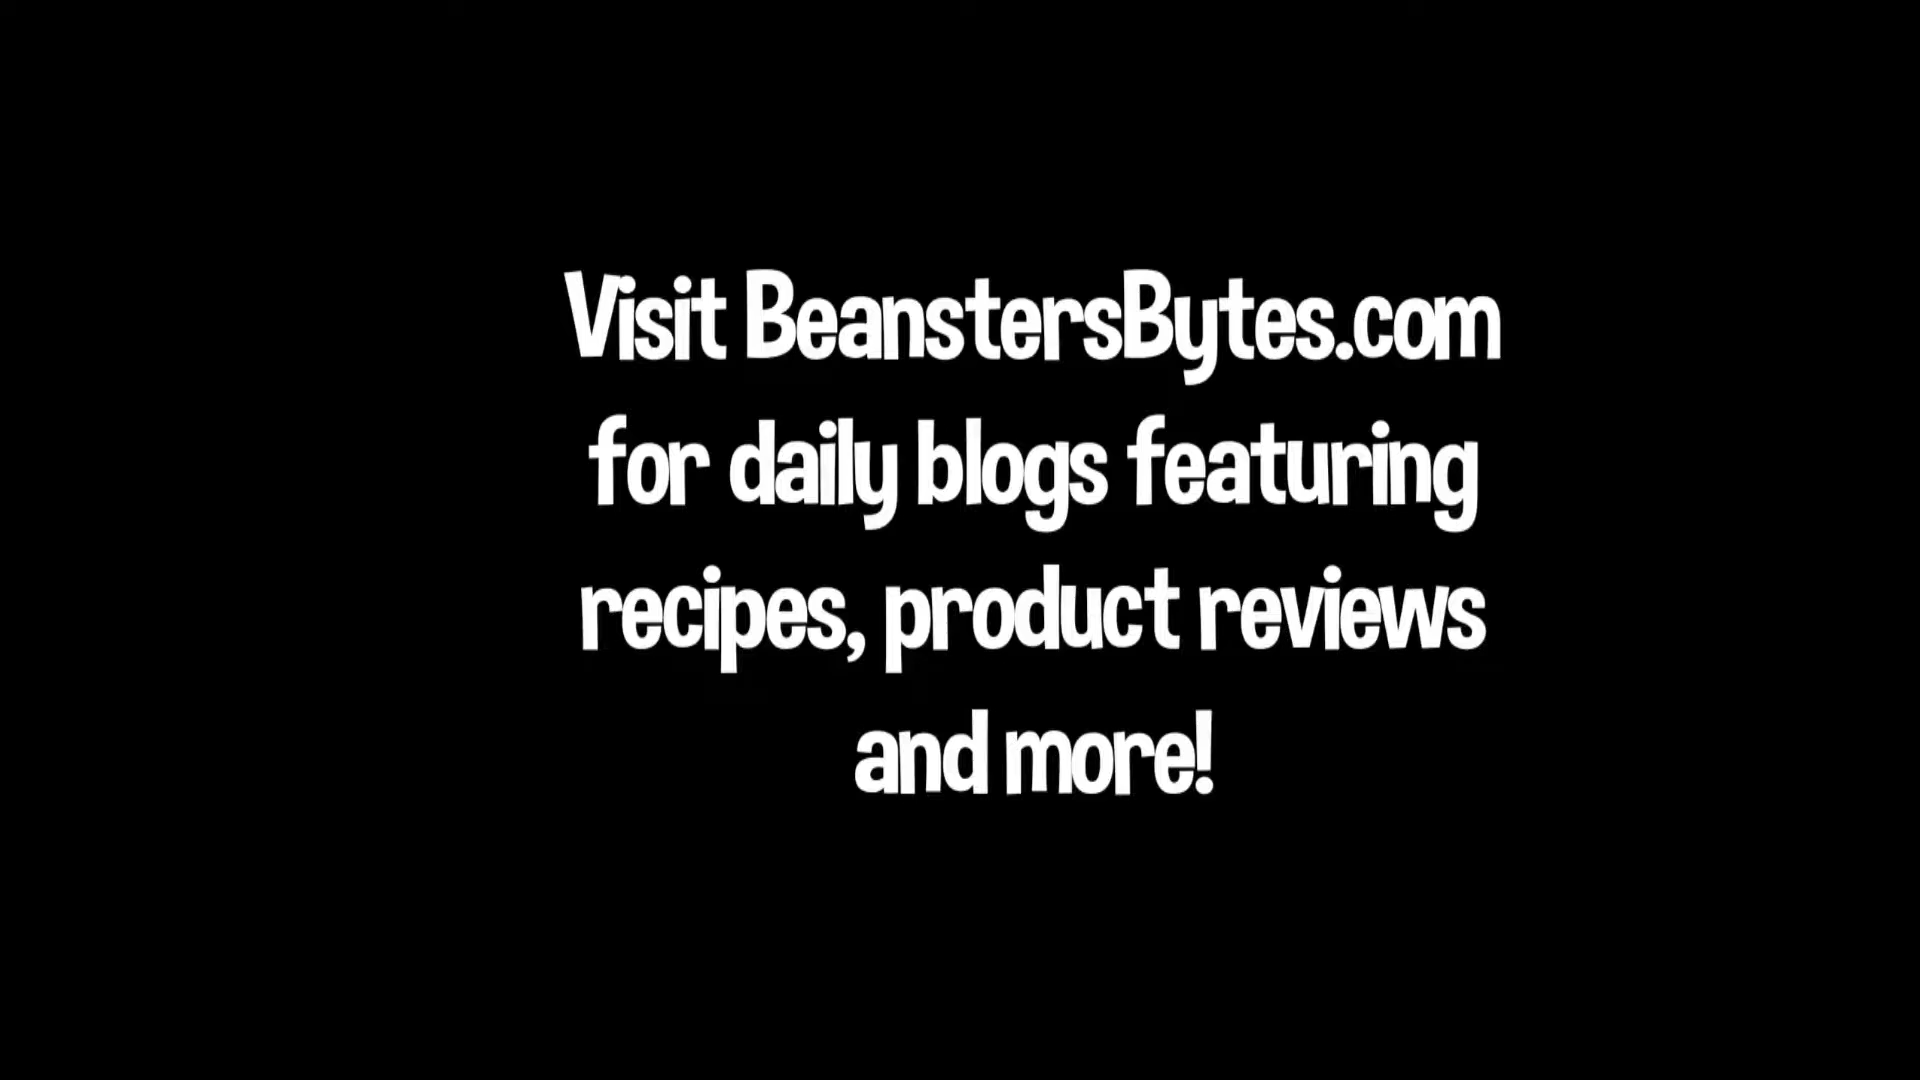 Visit BeanstersBytes.com
for daily blogs featuring
recipes, product reviews
and more!